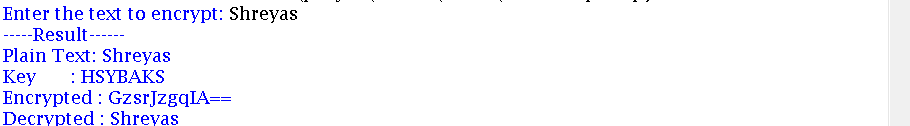 Enter the text to encrypt: Shreyas
-----Result------
Plain Text: Shreyas
Key : HSYBAKS
Encrypted : GzsrJzgqIA==
Decrypted : Shreyas